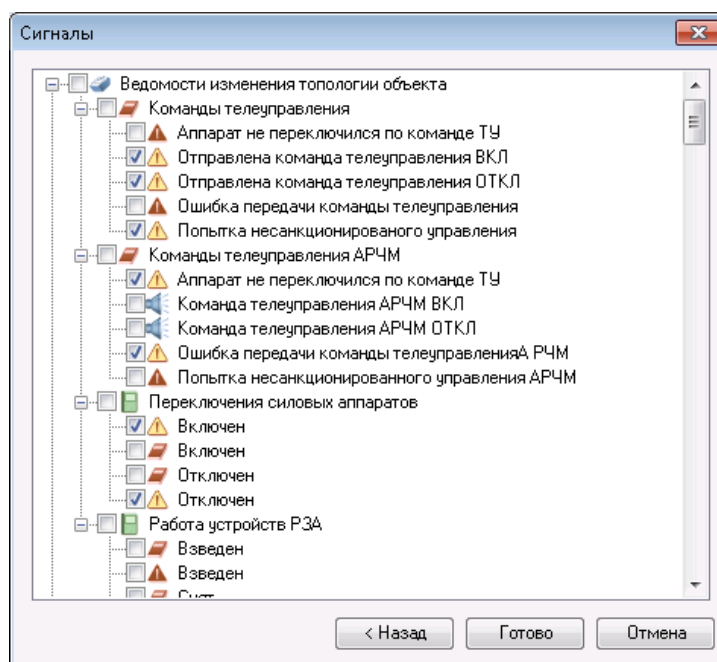 Сигналы
Ведомости изменения топологии объекта
Команды телеуправления
Аппарат не переключился по команде ТУ
Отправлена команда телеуправления ВКЛ
Отправлена команда телеуправления ОТКЛ
Ошибка передачи команды телеуправления
Попытка несанкционированого управления
Команды телеуправления АРЧМ
Аппарат не переключился по команде ТУ
Команда телеуправления АРЧМ ВКЛ
Команда телеуправления АРЧМ ОТКЛ
Ошибка передачи команды телеуправленияА РЧМ
Попытка несанкционированного управления АРЧМ
Переключения силовых аппаратов
Включен
Включен
Отключен
Отключен
Работа устройств РЗА
Взведен
Взведен
< Назад Готово Отмена